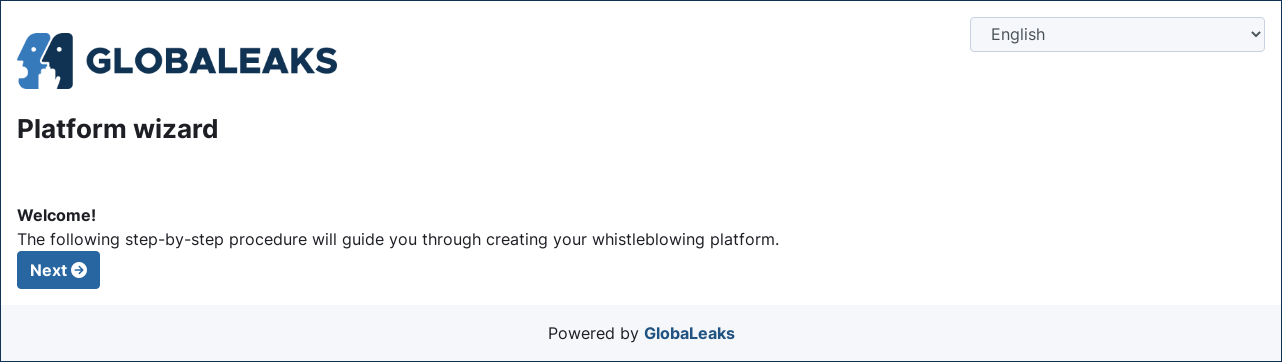 English
GLOBALEAKS
Platform wizard
Welcome!
The following step-by-step procedure will guide you through creating your whistleblowing platform.
Next
Powered by GlobaLeaks